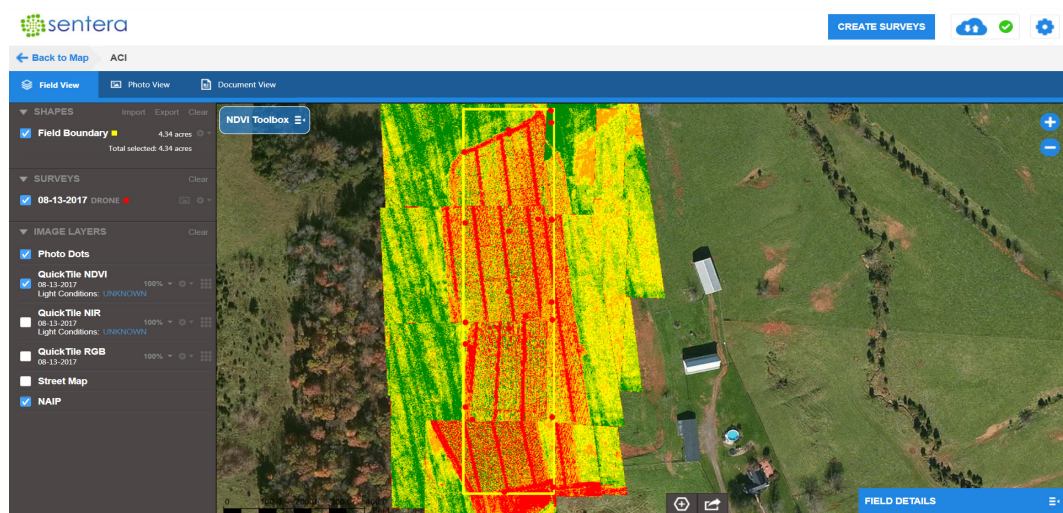 sentera
CREATE SURVEYS
Back to Map
ACI
Field View
Photo View
Document View
SHAPES Import Export Clear
Field Boundary 4.34 acres
Total selected: 4.34 acres
SURVEYS Clear
08-13-2017 DRONE
IMAGE LAYERS Clear
Photo Dots
QuickTile NDVI
08-13-2017 100%
Light Conditions: UNKNOWN
QuickTile NIR
08-13-2017 100%
Light Conditions: UNKNOWN
QuickTile RGB
08-13-2017 100%
Street Map
NAIP
NDVI Toolbox
0
FIELD DETAILS